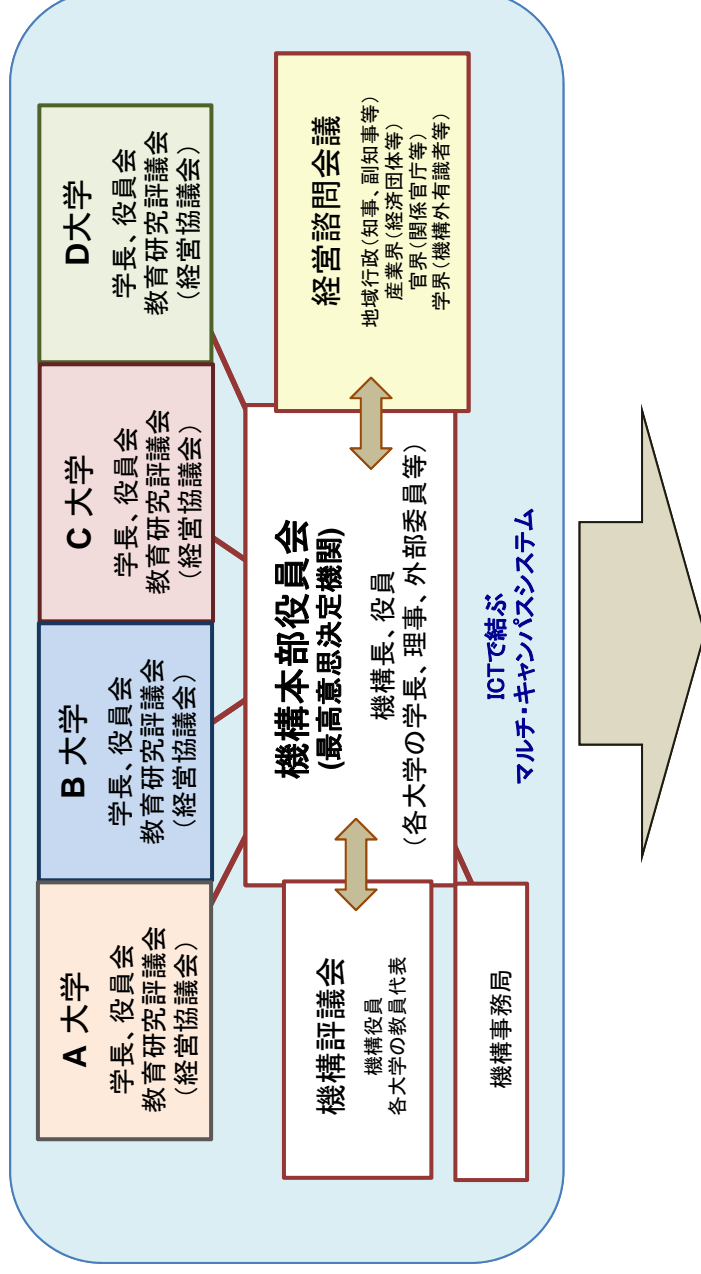 A 大学
学長、役員会
教育研究評議会
（経営協議会）
B 大学
学長、役員会
教育研究評議会
（経営協議会）
C 大学
学長、役員会
教育研究評議会
（経営協議会）
D大学
学長、役員会
教育研究評議会
（経営協議会）
機構評議会
機構役員
各大学の教員代表
機構本部役員会
(最高意思決定機関)
機構長、役員
（各大学の学長、理事、外部委員等）
経営諮問会議
地域行政（知事、副知事等）
産業界（経済団体等）
官界（関係官庁等）
学界（機構外有識者等）
機構事務局
ICTで結ぶ
マルチ・キャンパスシステム